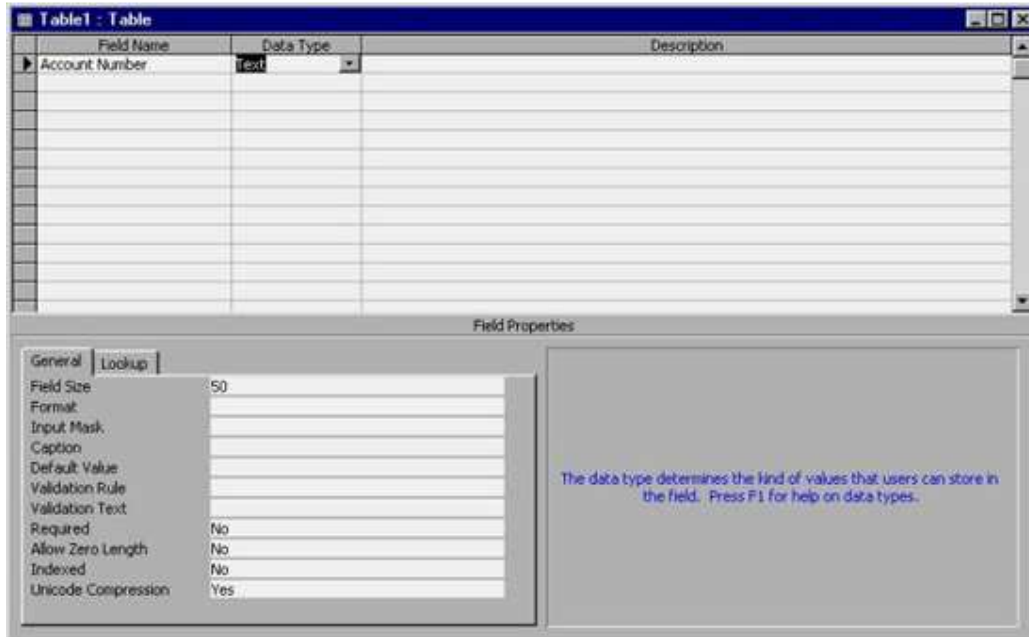 Table1 : Table
Field Name Data Type Description
Account Number Text
Field Properties
General Lookup
Field Size 50
Format
Input Mask
Caption
Default Value
Validation Rule
Validation Text
Required No
Allow Zero Length No
Indexed No
Unicode Compression Yes
The data type determines the kind of values that users can store in
the field. Press F1 for help on data types.